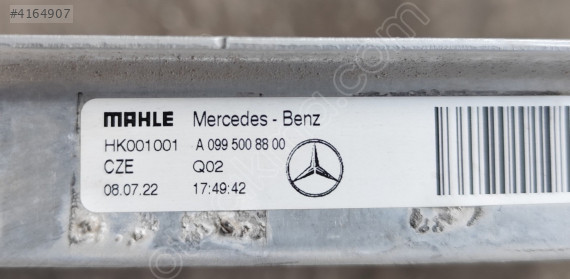 #4164907
MAHLE Mercedes - Benz
HK001001 A 099 500 88 00
CZE Q02
08.07.22 17:49:42